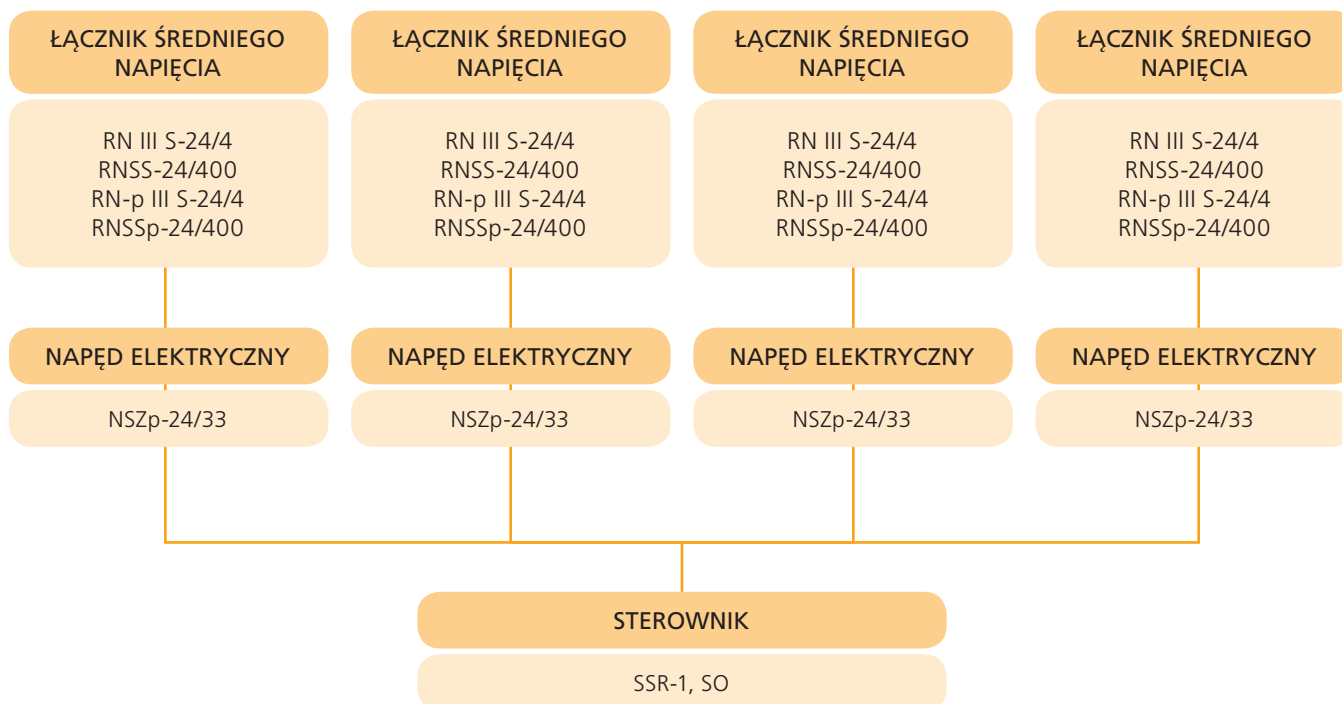 ŁĄCZNIK ŚREDNIEGO
NAPIĘCIA
RN III S-24/4
RNSS-24/400
RN-p III S-24/4
RNSSp-24/400
NAPĘD ELEKTRYCZNY
NSZp-24/33
ŁĄCZNIK ŚREDNIEGO
NAPIĘCIA
RN III S-24/4
RNSS-24/400
RN-p III S-24/4
RNSSp-24/400
NAPĘD ELEKTRYCZNY
NSZp-24/33
ŁĄCZNIK ŚREDNIEGO
NAPIĘCIA
RN III S-24/4
RNSS-24/400
RN-p III S-24/4
RNSSp-24/400
NAPĘD ELEKTRYCZNY
NSZp-24/33
ŁĄCZNIK ŚREDNIEGO
NAPIĘCIA
RN III S-24/4
RNSS-24/400
RN-p III S-24/4
RNSSp-24/400
NAPĘD ELEKTRYCZNY
NSZp-24/33
STEROWNIK
SSR-1, SO